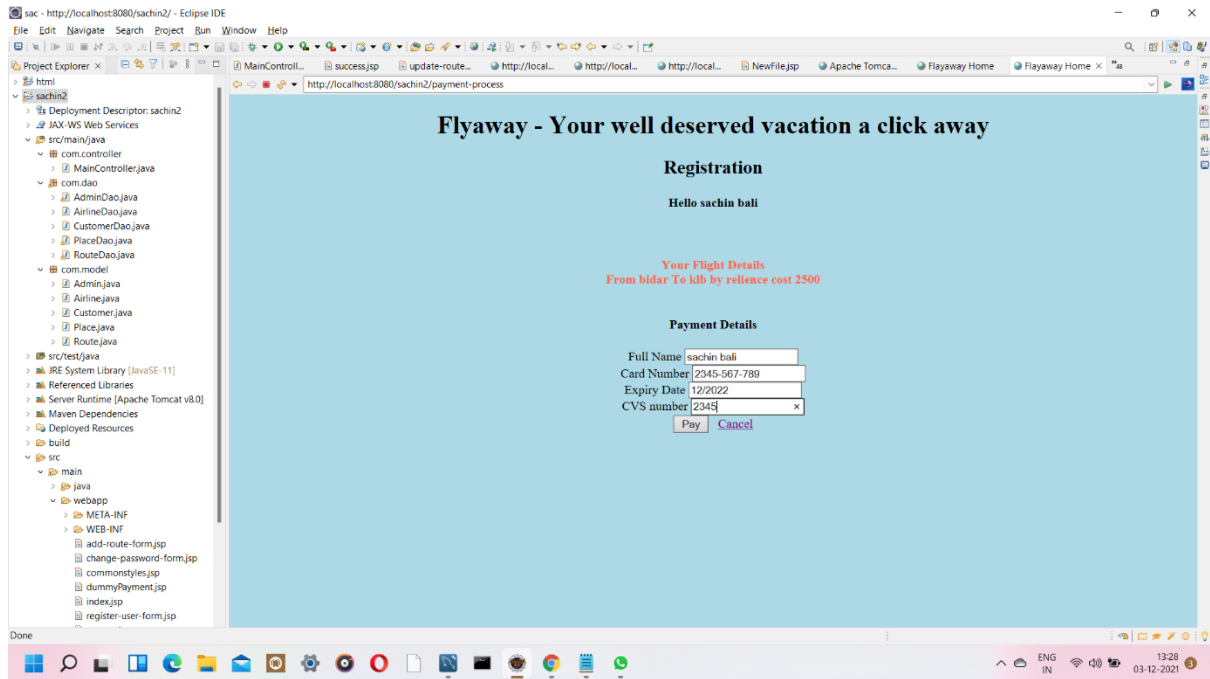 sac - http://localhost:8080/sachin2/ - Eclipse IDE
File Edit Navigate Search Project Run Window Help
Project Explorer
MainControll... success.jsp update-route... http://local... http://local... http://local... NewFile.jsp Apache Tomca... Flayaway Home Flayaway Home
http://localhost:8080/sachin2/payment-process
html
sachin2
Deployment Descriptor: sachin2
JAX-WS Web Services
src/main/java
com.controller
MainController.java
com.dao
AdminDao.java
AirlineDao.java
CustomerDao.java
PlaceDao.java
RouteDao.java
com.model
Admin.java
Airline.java
Customer.java
Place.java
Route.java
src/test/java
JRE System Library [JavaSE-11]
Referenced Libraries
Server Runtime [Apache Tomcat v8.0]
Maven Dependencies
Deployed Resources
build
src
main
java
webapp
META-INF
WEB-INF
add-route-form.jsp
change-password-form.jsp
commonstyles.jsp
dummyPayment.jsp
index.jsp
register-user-form.jsp
Flyaway - Your well deserved vacation a click away
Registration
Hello sachin bali
Your Flight Details
From bidar To klb by relience cost 2500
Payment Details
Full Name sachin bali
Card Number 2345-567-789
Expiry Date 12/2022
CVS number 2345
Pay Cancel
Done
ENG
IN
13:28
03-12-2021
3